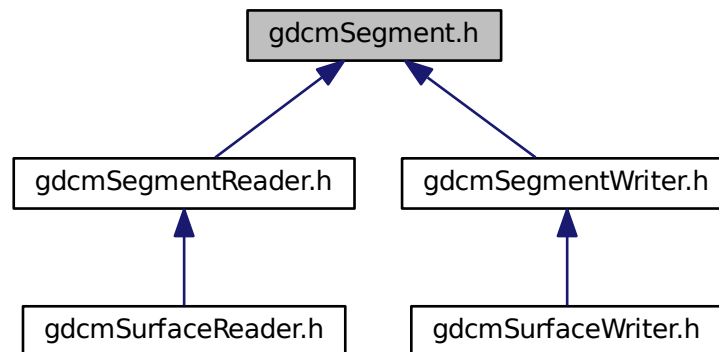 gdcmSegment.h
gdcmSegmentReader.h
gdcmSegmentWriter.h
gdcmSurfaceReader.h
gdcmSurfaceWriter.h